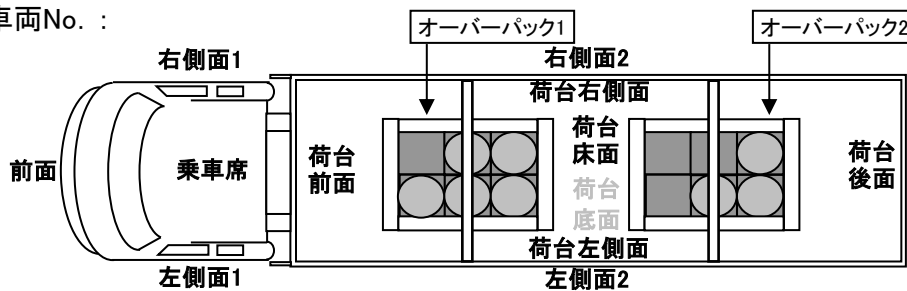 車両No. :
オーバーパック1
オーバーパック2
右側面1
右側面2
荷台右側面
前面
乗車席
荷台
前面
荷台
床面
荷台
底面
荷台
後面
荷台左側面
左側面1
左側面2